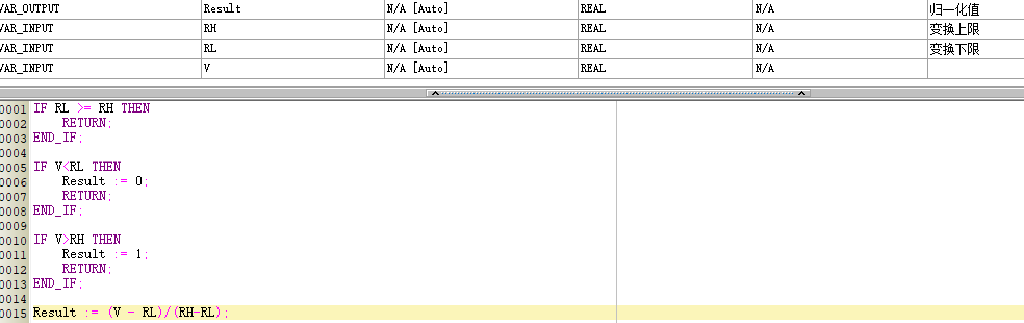 VAR_OUTPUT Result N/A [Auto] REAL N/A 归一化值
VAR_INPUT RH N/A [Auto] REAL N/A 变换上限
VAR_INPUT RL N/A [Auto] REAL N/A 变换下限
VAR_INPUT V N/A [Auto] REAL N/A
0001 IF RL >= RH THEN
0002 RETURN;
0003 END_IF;
0004
0005 IF V<RL THEN
0006 Result := 0;
0007 RETURN;
0008 END_IF;
0009
0010 IF V>RH THEN
0011 Result := 1;
0012 RETURN;
0013 END_IF;
0014
0015 Result := (V - RL)/(RH-RL);